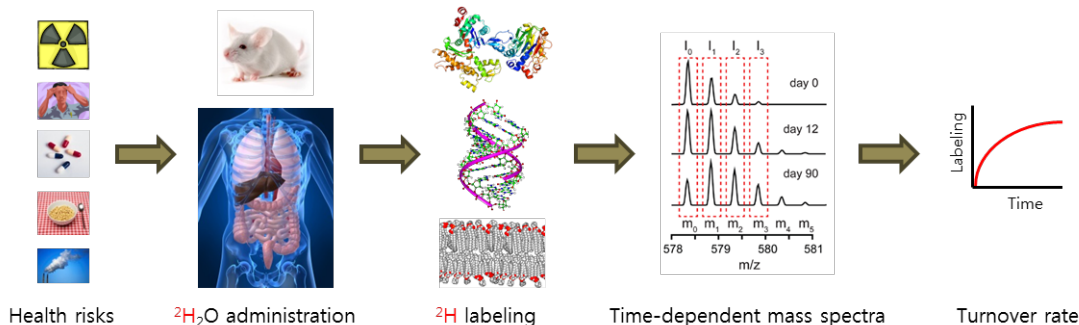 I₀ I₁ I₂ I₃
day 0
day 12
day 90
m₀ m₁ m₂ m₃ m₄ m₅
578 579 580 581
m/z
Labeling
Time
Health risks
²H₂O administration
²H labeling
Time-dependent mass spectra
Turnover rate